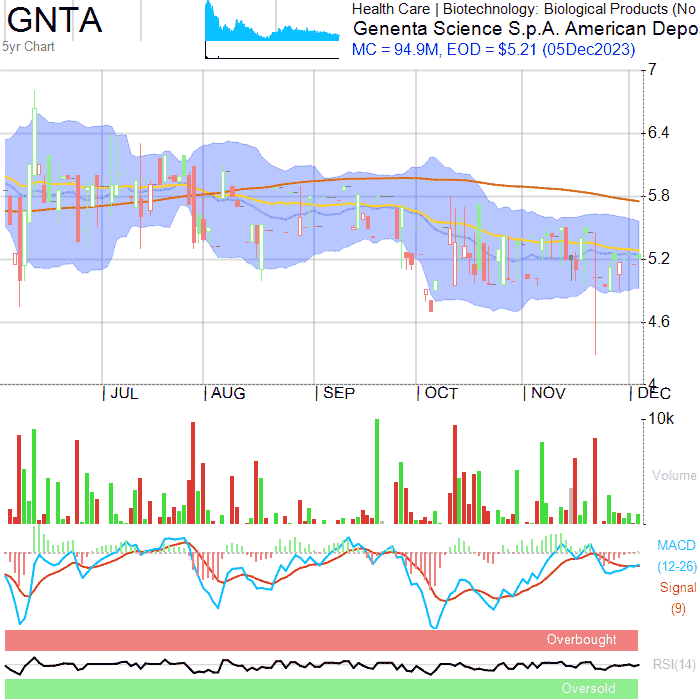 GNTA
5yr Chart
Health Care | Biotechnology: Biological Products (No
Genenta Science S.p.A. American Depo
MC = 94.9M, EOD = $5.21 (05Dec2023)
7
6.4
5.8
5.2
4.6
4
JUL
AUG
SEP
OCT
NOV
DEC
10k
Volume
MACD
(12-26)
Signal
(9)
Overbought
RSI(14)
Oversold